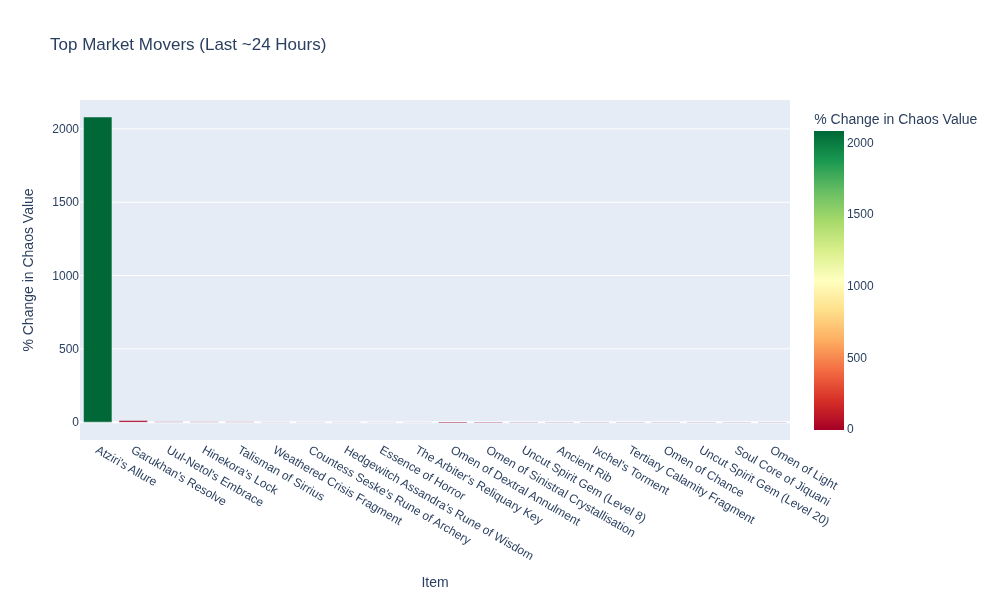 Top Market Movers (Last ~24 Hours)
% Change in Chaos Value
2000
1500
1000
500
0
% Change in Chaos Value
2000
1500
1000
500
0
Atziri's Allure
Garukhan's Resolve
Uul-Netol's Embrace
Hinekora's Lock
Talisman of Sirrius
Weathered Crisis Fragment
Countess Seske's Rune of Archery
Hedgewitch Assandra's Rune of Wisdom
Essence of Horror
The Arbiter's Reliquary Key
Omen of Dextral Annulment
Omen of Sinistral Crystallisation
Uncut Spirit Gem (Level 8)
Ancient Rib
Ixchel's Torment
Tertiary Calamity Fragment
Omen of Chance
Uncut Spirit Gem (Level 20)
Soul Core of Jiquani
Omen of Light
Item